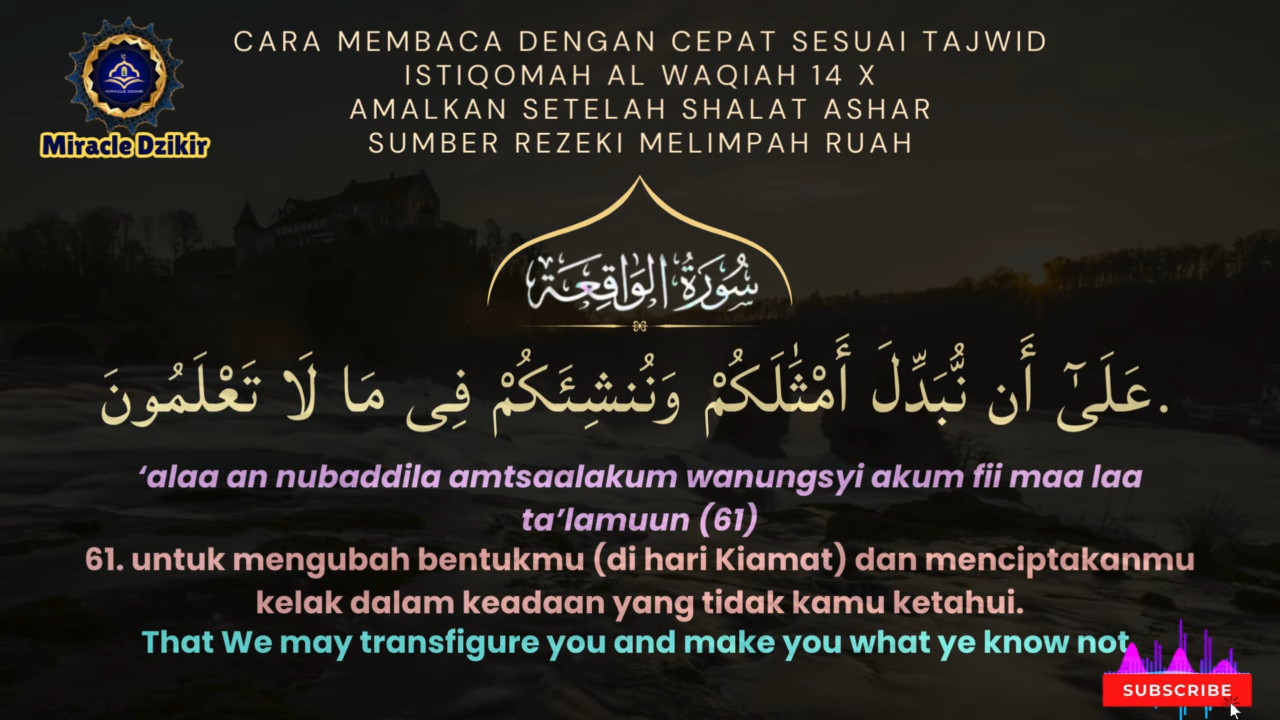 CARA MEMBACA DENGAN CEPAT SESUAI TAJWID
ISTIQOMAH AL WAQIAH 14 X
AMALKAN SETELAH SHALAT ASHAR
SUMBER REZEKI MELIMPAH RUAH
MIRACLE DZIKIR
Miracle Dzikir
سُورَةُ الوَاقِعَة
عَلَىٰٓ أَن نُّبَدِّلَ أَمْثَٰلَكُمْ وَنُنشِئَكُمْ فِى مَا لَا تَعْلَمُونَ.
‘alaa an nubaddila amtsaalakum wanungsyi akum fii maa laa
ta’lamuun (61)
61. untuk mengubah bentukmu (di hari Kiamat) dan menciptakanmu
kelak dalam keadaan yang tidak kamu ketahui.
That We may transfigure you and make you what ye know not
SUBSCRIBE